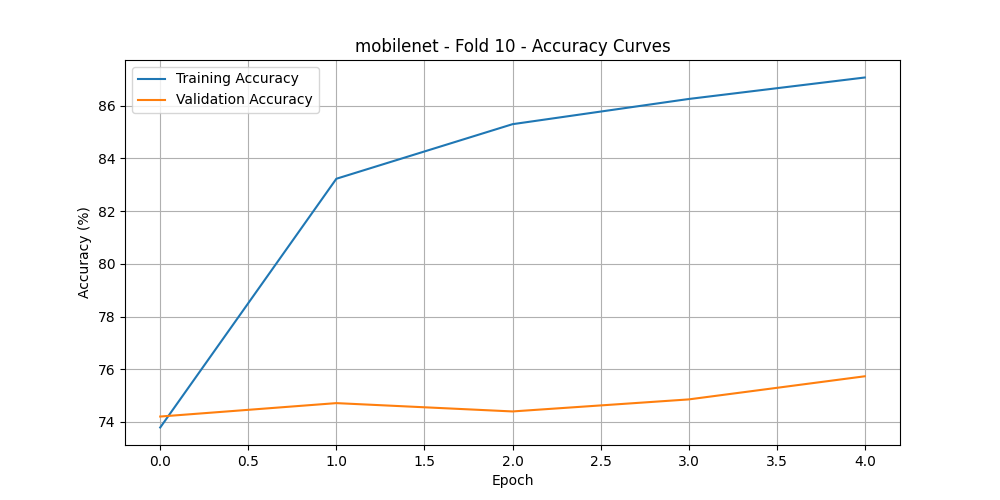 mobilenet - Fold 10 - Accuracy Curves
Training Accuracy
Validation Accuracy
Accuracy (%)
86
84
82
80
78
76
74
0.0 0.5 1.0 1.5 2.0 2.5 3.0 3.5 4.0
Epoch